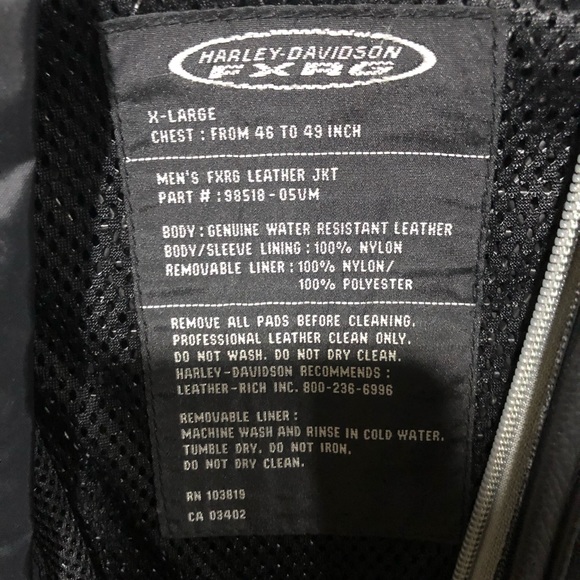 HARLEY-DAVIDSON
FXRG
X-LARGE
CHEST : FROM 46 TO 49 INCH
MEN'S FXRG LEATHER JKT
PART # : 98518-05VM
BODY : GENUINE WATER RESISTANT LEATHER
BODY/SLEEVE LINING : 100% NYLON
REMOVABLE LINER : 100% NYLON/
100% POLYESTER
REMOVE ALL PADS BEFORE CLEANING.
PROFESSIONAL LEATHER CLEAN ONLY.
DO NOT WASH. DO NOT DRY CLEAN.
HARLEY-DAVIDSON RECOMMENDS :
LEATHER-RICH INC. 800-236-6996
REMOVABLE LINER :
MACHINE WASH AND RINSE IN COLD WATER.
TUMBLE DRY. DO NOT IRON.
DO NOT DRY CLEAN.
RN 103819
CA 03402